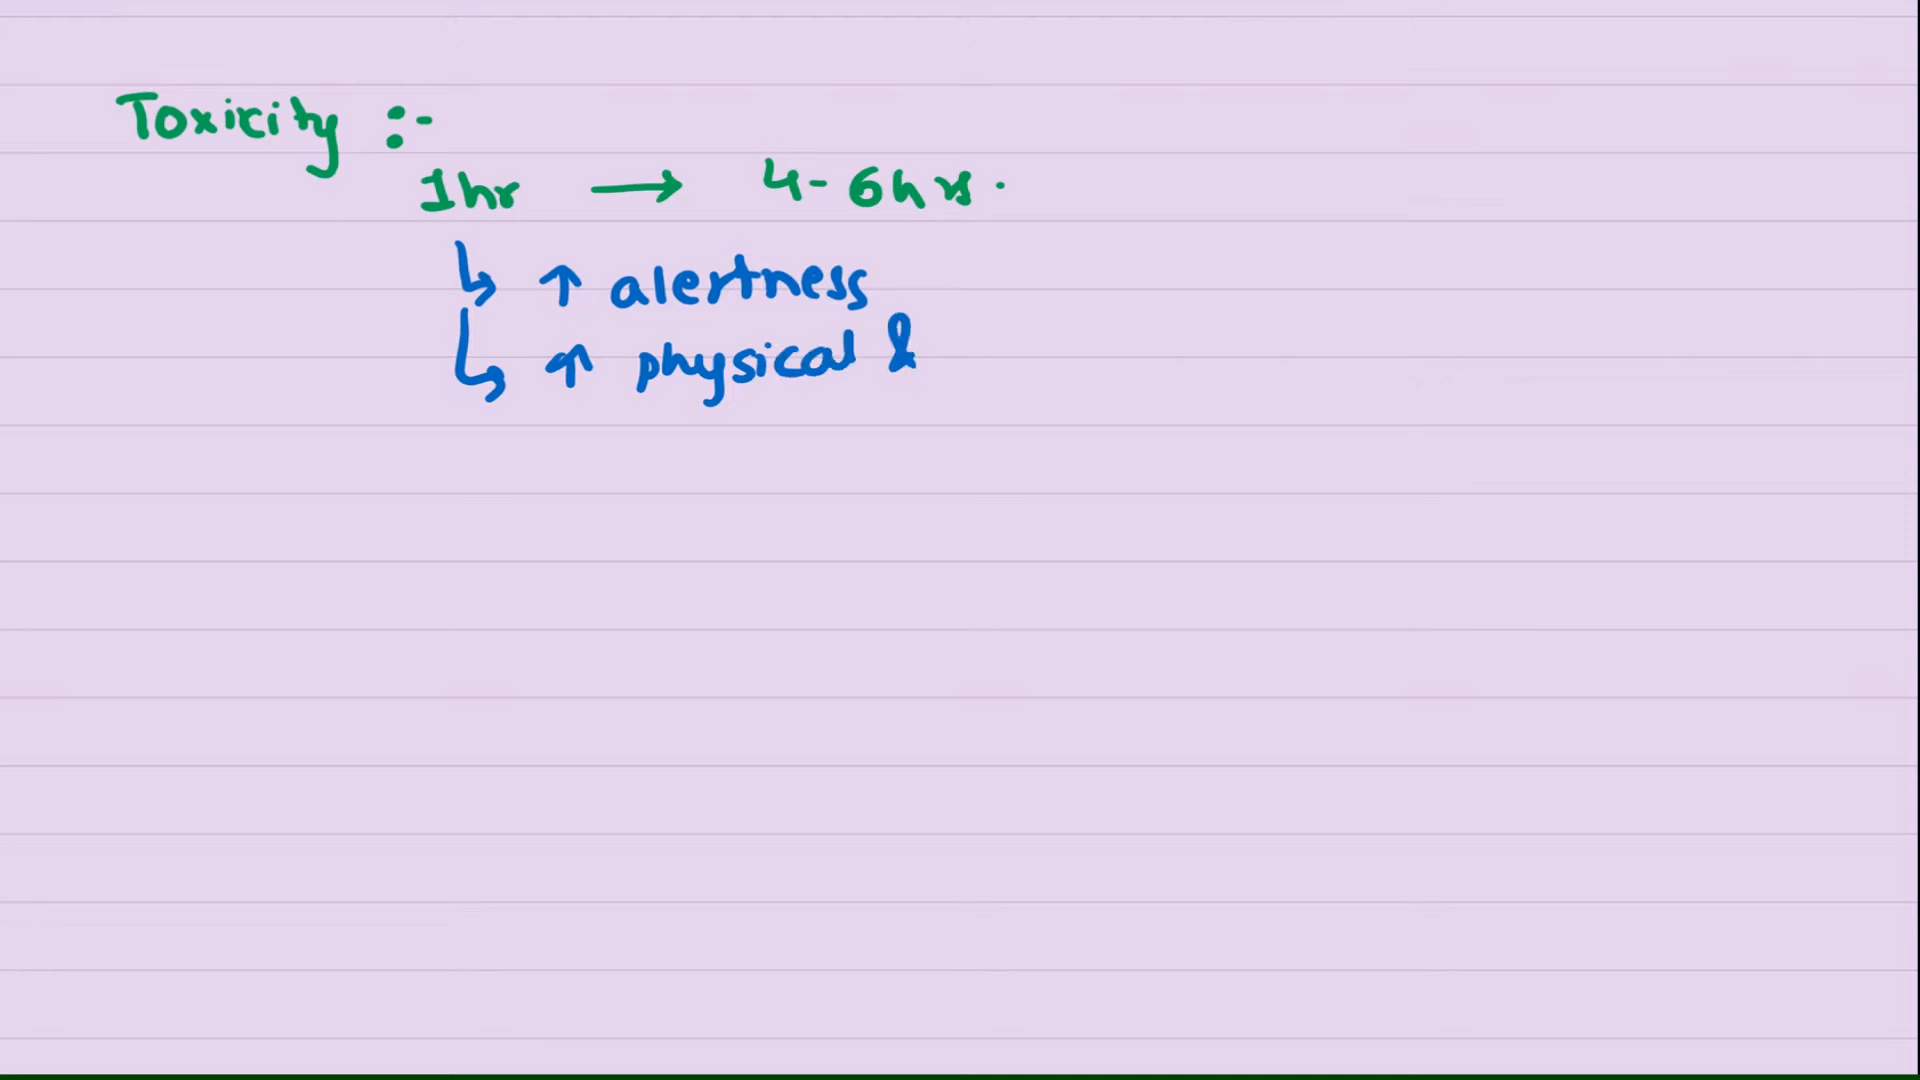 Toxicity :-
1hr → 4-6hrs.
↳ ↑ alertness
↳ ↑ physical &